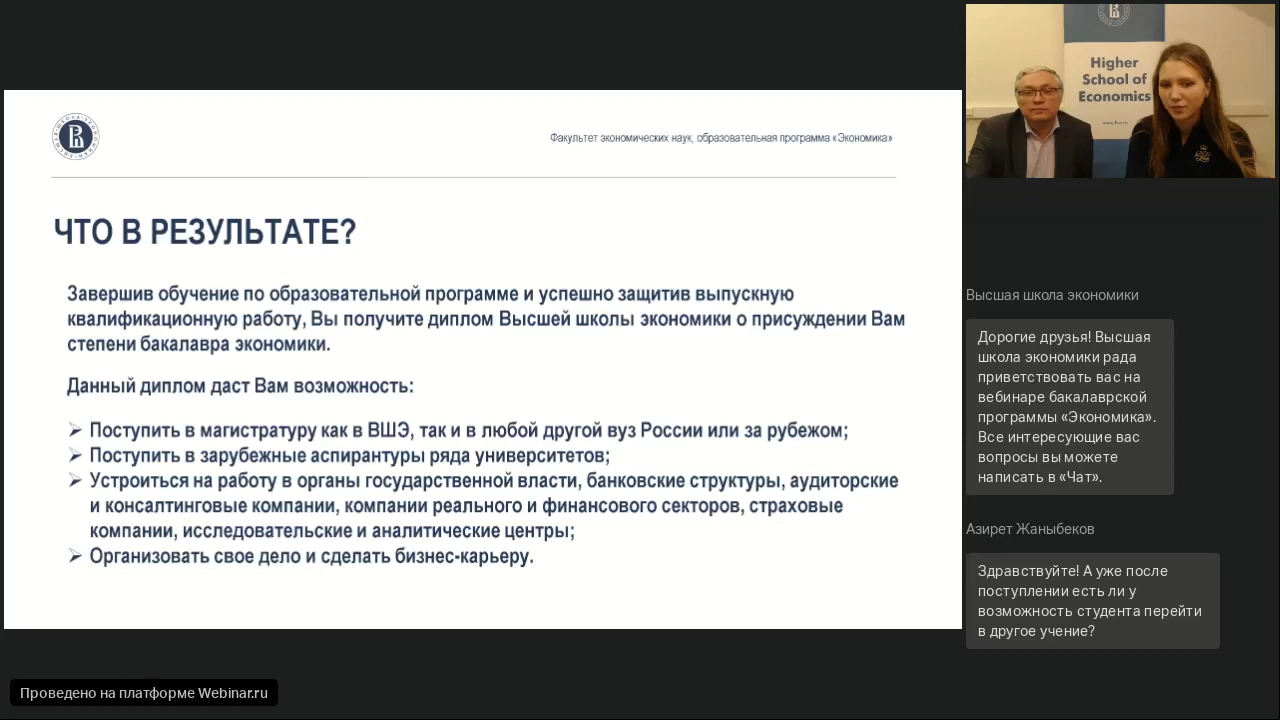 Факультет экономических наук, образовательная программа «Экономика»
ЧТО В РЕЗУЛЬТАТЕ?
Завершив обучение по образовательной программе и успешно защитив выпускную
квалификационную работу, Вы получите диплом Высшей школы экономики о присуждении Вам
степени бакалавра экономики.
Данный диплом даст Вам возможность:
Поступить в магистратуру как в ВШЭ, так и в любой другой вуз России или за рубежом;
Поступить в зарубежные аспирантуры ряда университетов;
Устроиться на работу в органы государственной власти, банковские структуры, аудиторские
и консалтинговые компании, компании реального и финансового секторов, страховые
компании, исследовательские и аналитические центры;
Организовать свое дело и сделать бизнес-карьеру.
Higher
School of
Economics
Высшая школа экономики
Дорогие друзья! Высшая
школа экономики рада
приветствовать вас на
вебинаре бакалаврской
программы «Экономика».
Все интересующие вас
вопросы вы можете
написать в «Чат».
Азирет Жаныбеков
Здравствуйте! А уже после
поступлении есть ли у
возможность студента перейти
в другое учение?
Проведено на платформе Webinar.ru